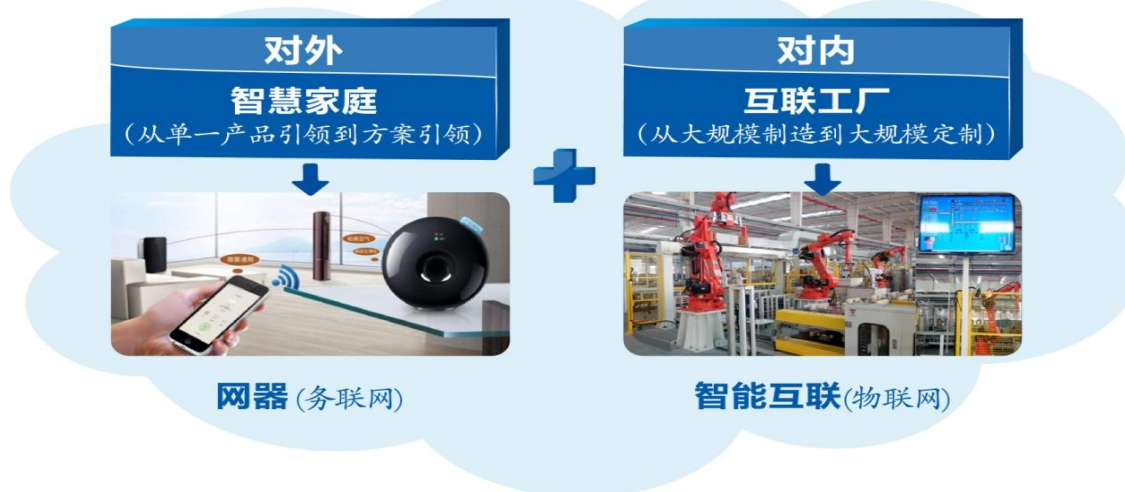 对外
智慧家庭
（从单一产品引领到方案引领）
对内
互联工厂
（从大规模制造到大规模定制）
网器(务联网)
智能互联(物联网)